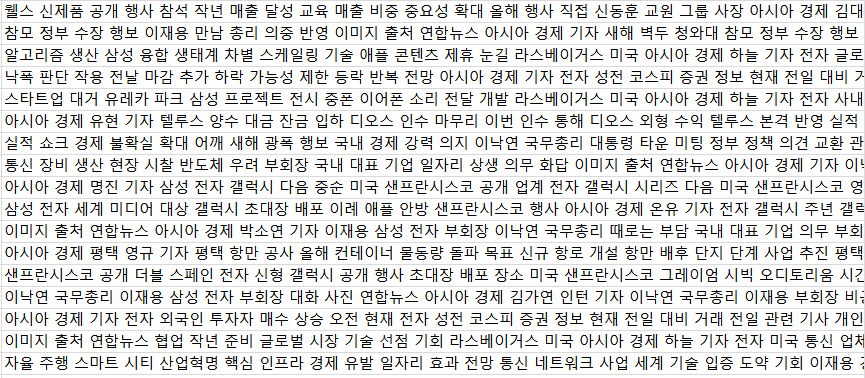 웰스 신제품 공개 행사 참석 작년 매출 달성 교육 매출 비중 중요성 확대 올해 행사 직접 신동훈 교원 그룹 사장 아시아 경제 김대
참모 정부 수장 행보 이재용 만남 총리 의중 반영 이미지 출처 연합뉴스 아시아 경제 기자 새해 벽두 청와대 참모 정부 수장 행보
알고리즘 생산 삼성 융합 생태계 차별 스케일링 기술 애플 콘텐츠 제휴 눈길 라스베이거스 미국 아시아 경제 하늘 기자 전자 글로
낙폭 판단 작용 전날 마감 추가 하락 가능성 제한 등락 반복 전망 아시아 경제 기자 전자 성전 코스피 증권 정보 현재 전일 대비
스타트업 대거 유레카 파크 삼성 프로젝트 전시 중폰 이어폰 소리 전달 개발 라스베이거스 미국 아시아 경제 하늘 기자 전자 사내
아시아 경제 유현 기자 텔루스 양수 대금 잔금 입하 디오스 인수 마무리 이번 인수 통해 디오스 외형 수익 텔루스 본격 반영 실적
실적 쇼크 경제 불확실 확대 어깨 새해 광폭 행보 국내 경제 강력 의지 이낙연 국무총리 대통령 타운 미팅 정부 정책 의견 교환 관
통신 장비 생산 현장 시찰 반도체 우려 부회장 국내 대표 기업 일자리 상생 의무 화답 이미지 출처 연합뉴스 아시아 경제 기자 이낙
아시아 경제 명진 기자 삼성 전자 갤럭시 다음 중순 미국 샌프란시스코 공개 업계 전자 갤럭시 시리즈 다음 미국 샌프란시스코 영
삼성 전자 세계 미디어 대상 갤럭시 초대장 배포 이례 애플 안방 샌프란시스코 행사 아시아 경제 온유 기자 전자 갤럭시 주년 갤럭
이미지 출처 연합뉴스 아시아 경제 박소연 기자 이재용 삼성 전자 부회장 이낙연 국무총리 때로는 부담 국내 대표 기업 의무 부회
아시아 경제 평택 영규 기자 평택 항만 공사 올해 컨테이너 물동량 돌파 목표 신규 항로 개설 항만 배후 단지 단계 사업 추진 평택
샌프란시스코 공개 더블 스페인 전자 신형 갤럭시 공개 행사 초대장 배포 장소 미국 샌프란시스코 그레이엄 시빅 오디토리움 시간
이낙연 국무총리 이재용 삼성 전자 부회장 대화 사진 연합뉴스 아시아 경제 김가연 인턴 기자 이낙연 국무총리 이재용 부회장 비공
아시아 경제 기자 전자 외국인 투자자 매수 상승 오전 현재 전자 성전 코스피 증권 정보 현재 전일 대비 거래 전일 관련 기사 개인
이미지 출처 연합뉴스 협업 작년 준비 글로벌 시장 기술 선점 기회 라스베이거스 미국 아시아 경제 하늘 기자 전자 미국 통신 업체
자율 주행 스마트 시티 산업혁명 핵심 인프라 경제 유발 일자리 효과 전망 통신 네트워크 사업 세계 기술 입증 도약 기회 이재용